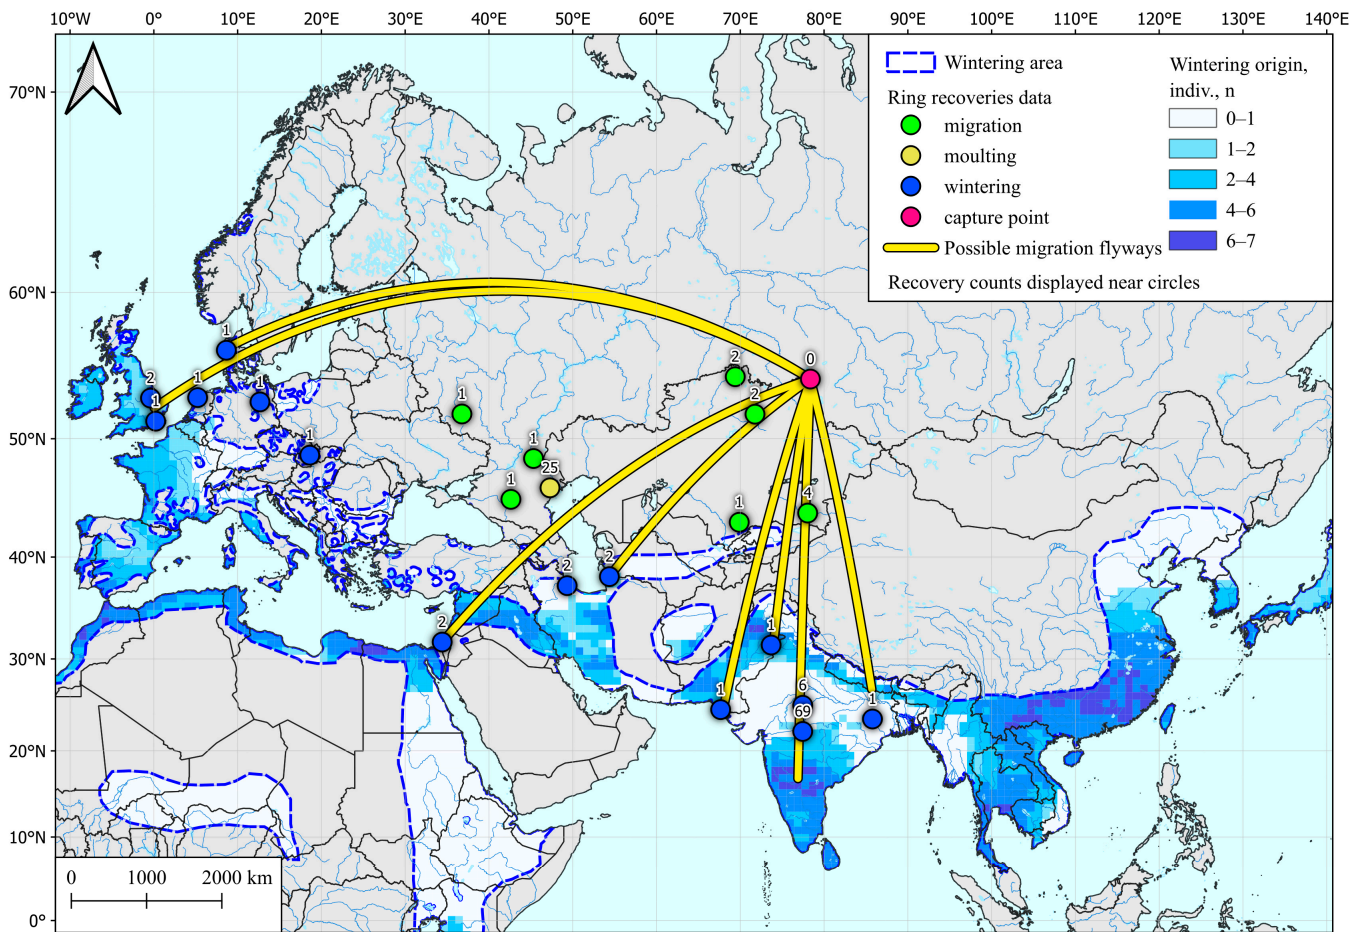 10°W 0° 10°E 20°E 30°E 40°E 50°E 60°E 70°E 80°E 90°E 100°E 110°E 120°E 130°E 140°E
70°N
60°N
50°N
40°N
30°N
20°N
10°N
0°
Wintering area
Ring recoveries data
migration
moulting
wintering
capture point
Possible migration flyways
Recovery counts displayed near circles
Wintering origin,
indiv., n
0–1
1–2
2–4
4–6
6–7
1
2
1
1
1
1
1
1
1
25
2
2
0
1
4
2
2
2
1
1
6
69
1
0 1000 2000 km